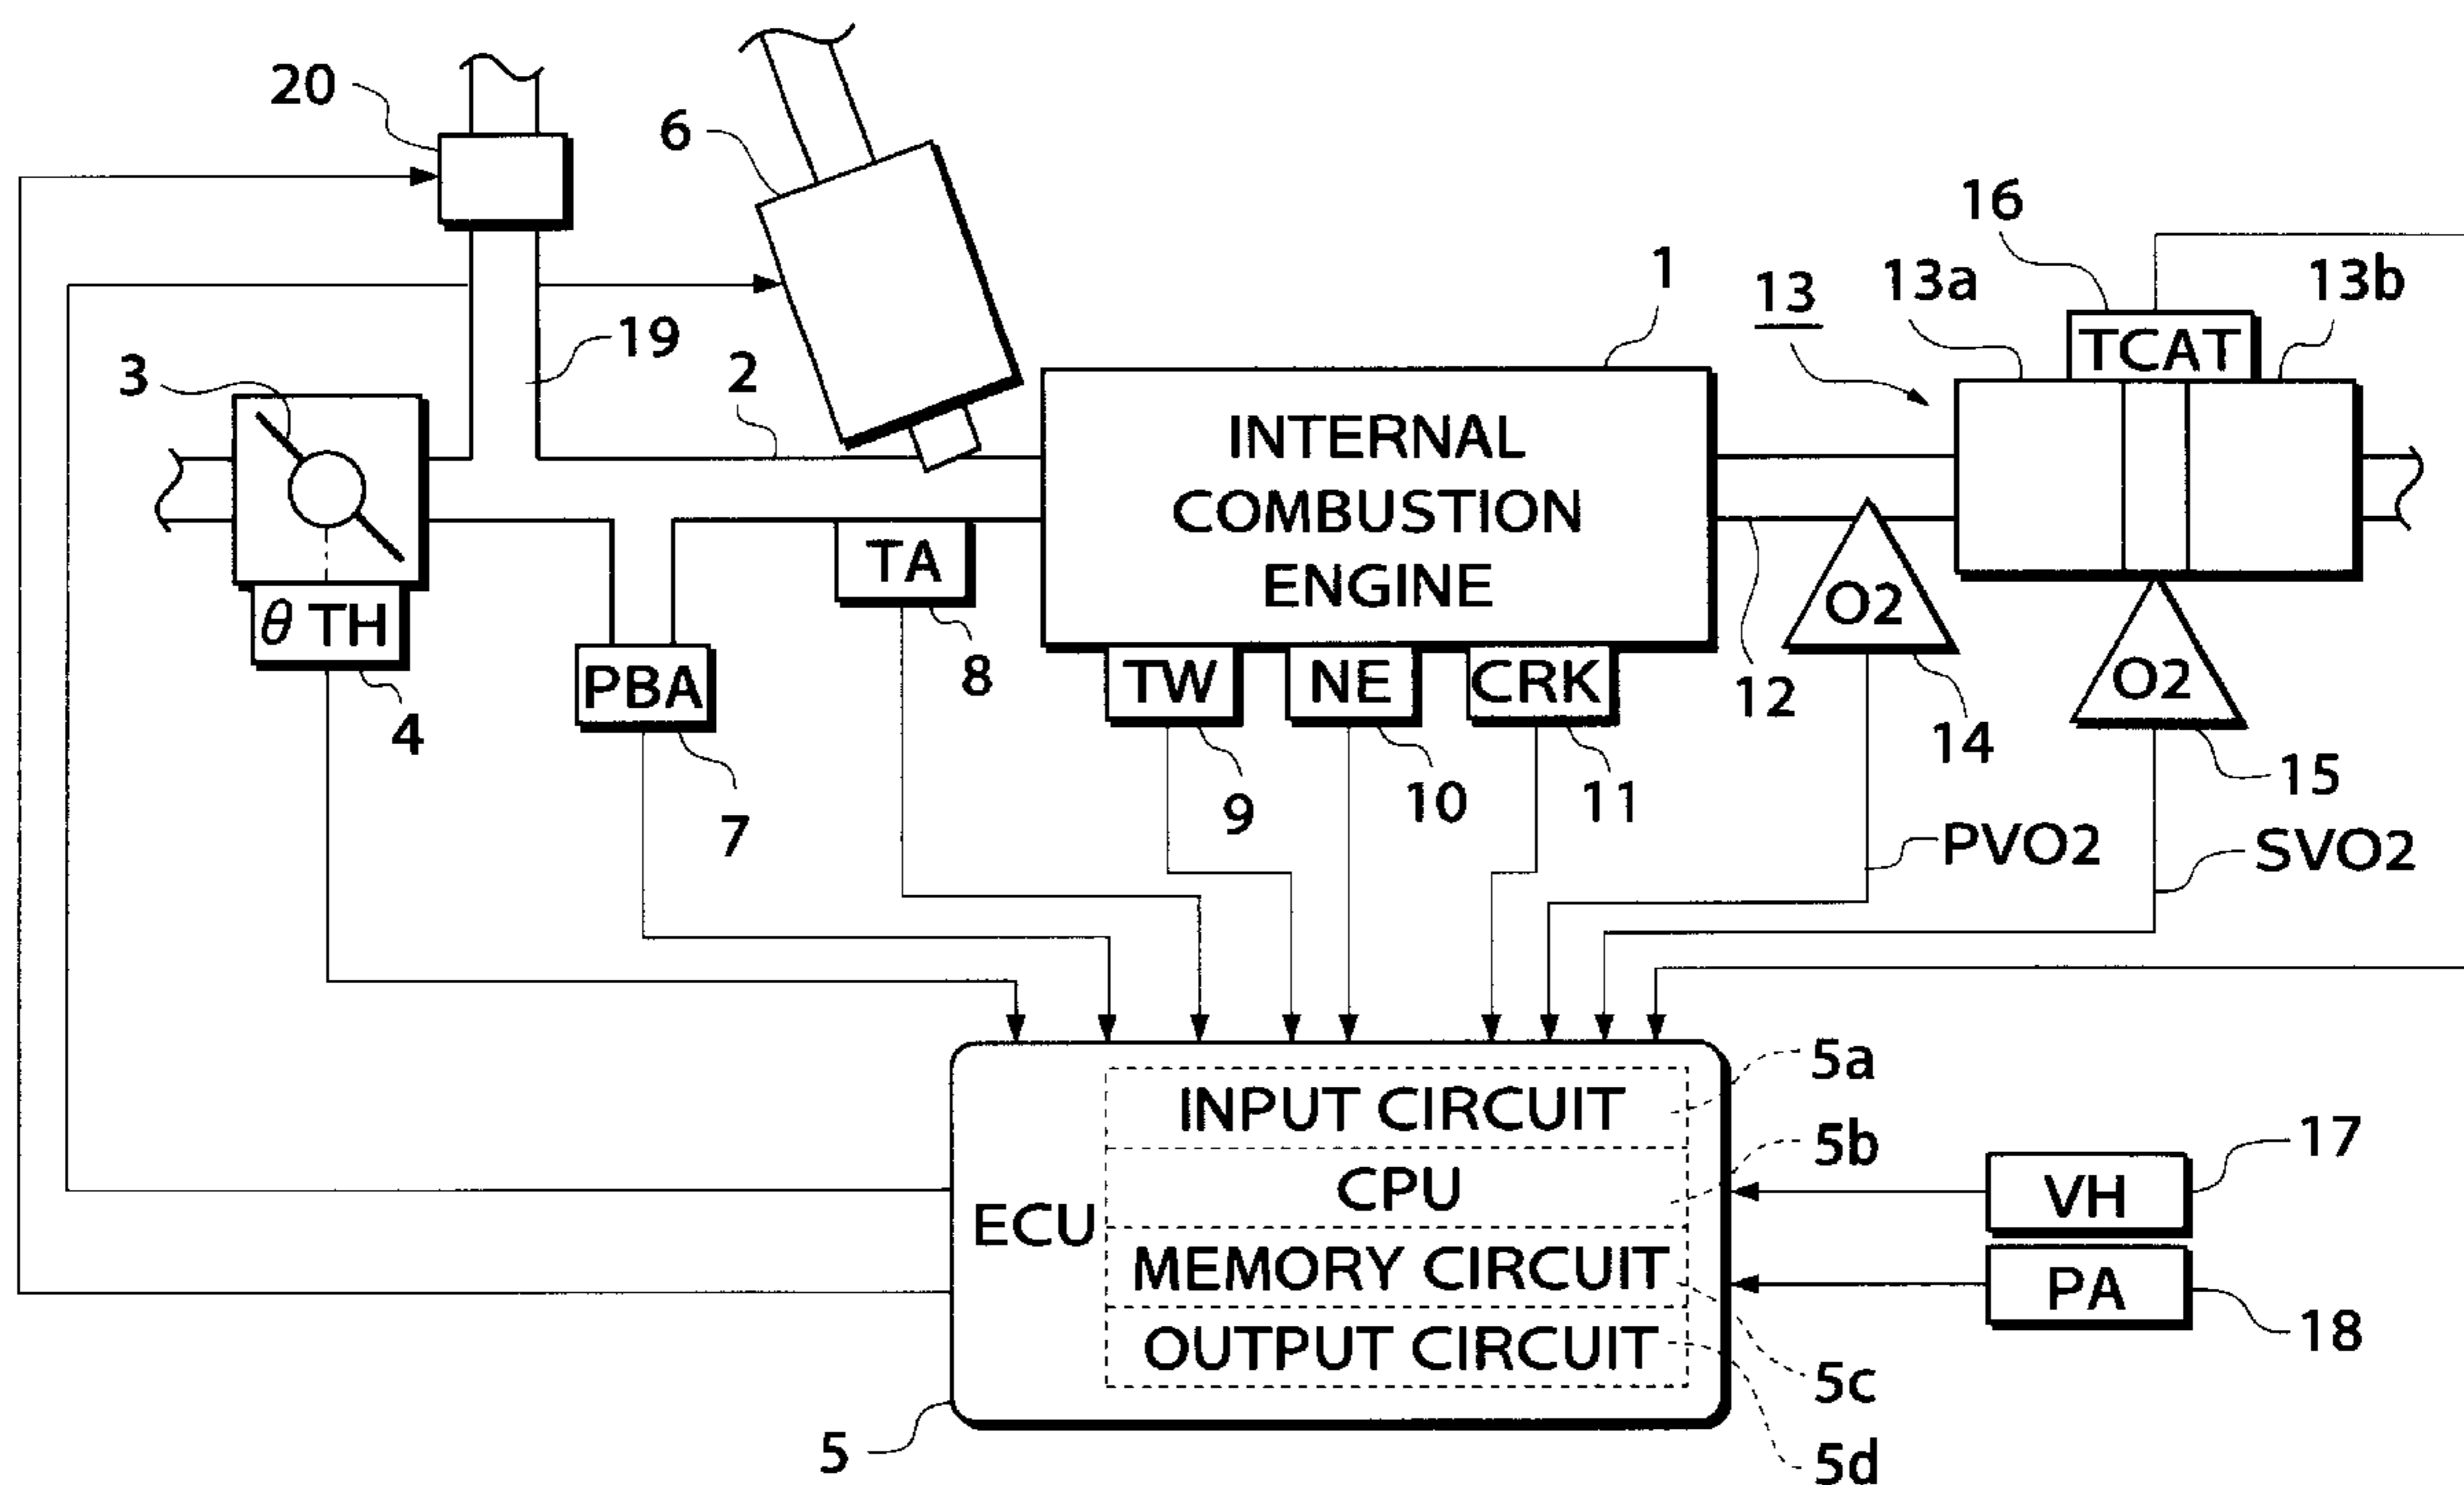 20
6
16
1
13
13a
13b
TCAT
19
3
2
INTERNAL
COMBUSTION
ENGINE
θ TH
TA
O2
O2
PBA
TW
NE
CRK
8
12
4
14
15
9
10
11
7
PVO2
SVO2
5a
INPUT CIRCUIT
5b
17
CPU
VH
ECU
MEMORY CIRCUIT
PA
18
OUTPUT CIRCUIT
5c
5
5d